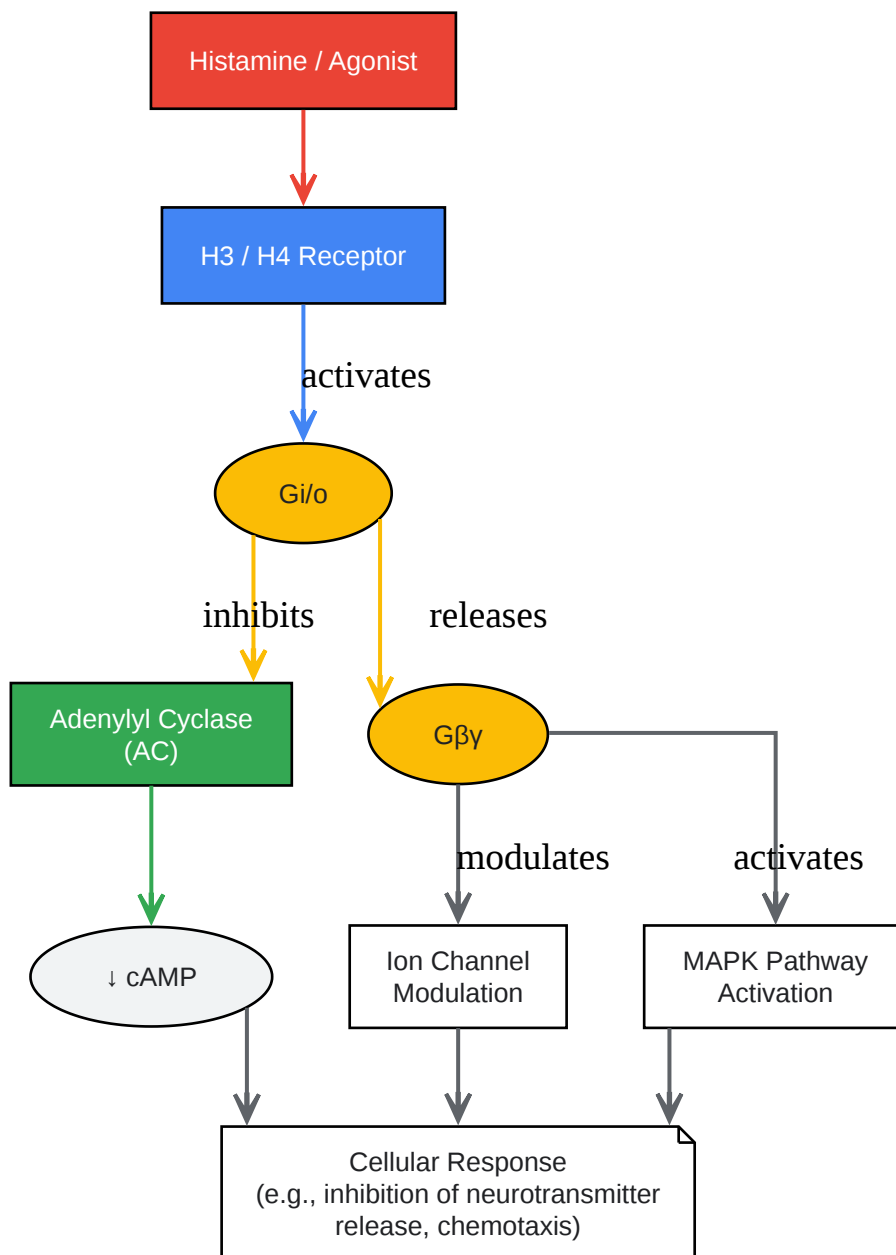 Histamine / Agonist
H3 / H4 Receptor
activates
Gi/o
inhibits
releases
Adenylyl Cyclase
(AC)
Gβγ
modulates
activates
↓ cAMP
Ion Channel
Modulation
MAPK Pathway
Activation
Cellular Response
(e.g., inhibition of neurotransmitter
release, chemotaxis)